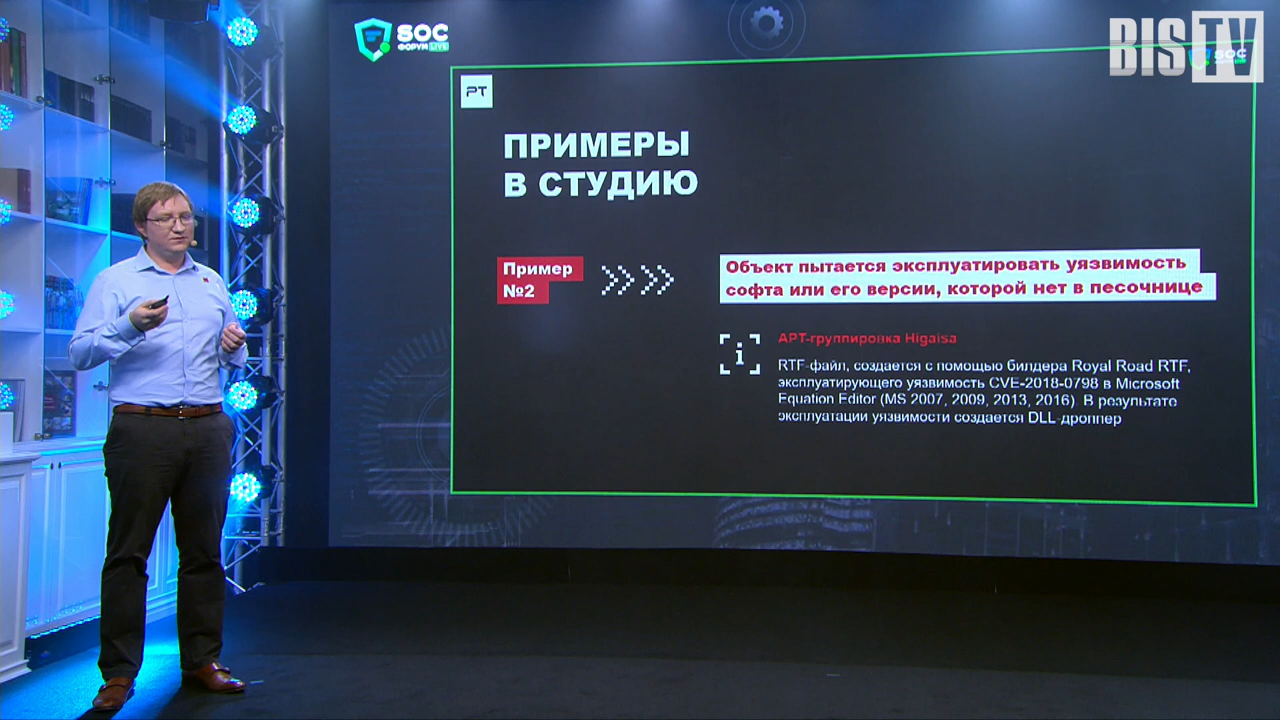 SOC
ФОРУМ LIVE
BIS TV
SOC
PT
ПРИМЕРЫ
В СТУДИЮ
Пример
№2
Объект пытается эксплуатировать уязвимость
софта или его версии, которой нет в песочнице
APT-группировка Higaisa
RTF-файл, создается с помощью билдера Royal Road RTF,
эксплуатирующего уязвимость CVE-2018-0798 в Microsoft
Equation Editor (MS 2007, 2009, 2013, 2016). В результате
эксплуатации уязвимости создается DLL-дроппер